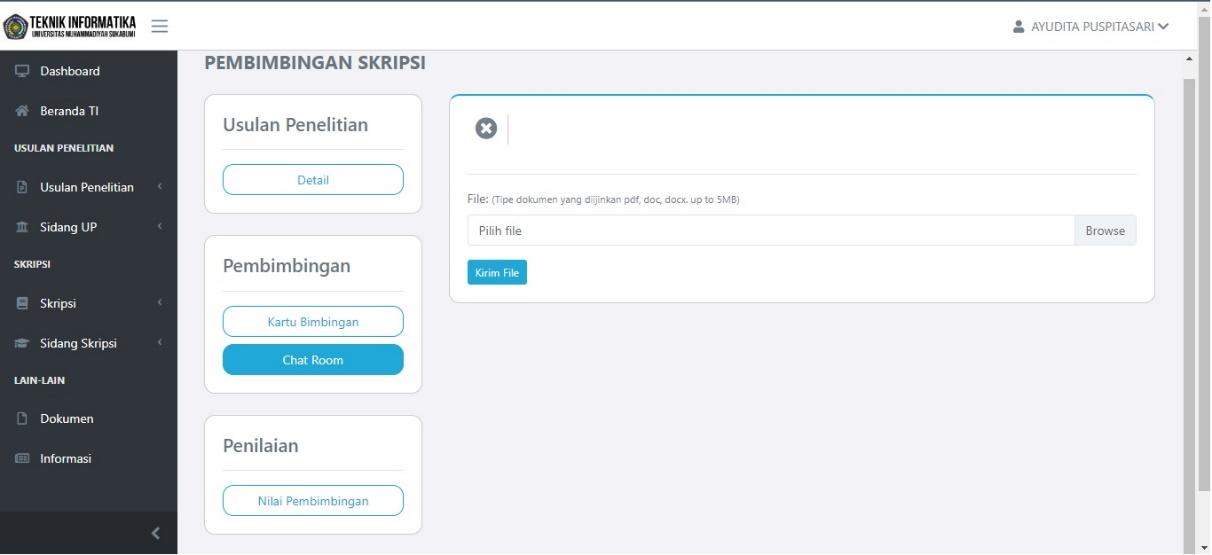 TEKNIK INFORMATIKA
UNIVERSITAS MUHAMMADIYAH SUKABUMI
AYUDITA PUSPITASARI
Dashboard
Beranda TI
USULAN PENELITIAN
Usulan Penelitian
Sidang UP
SKRIPSI
Skripsi
Sidang Skripsi
LAIN-LAIN
Dokumen
Informasi
PEMBIMBINGAN SKRIPSI
Usulan Penelitian
Detail
Pembimbingan
Kartu Bimbingan
Chat Room
Penilaian
Nilai Pembimbingan
File: (Tipe dokumen yang diijinkan pdf, doc, docx. up to 5MB)
Pilih file
Browse
Kirim File